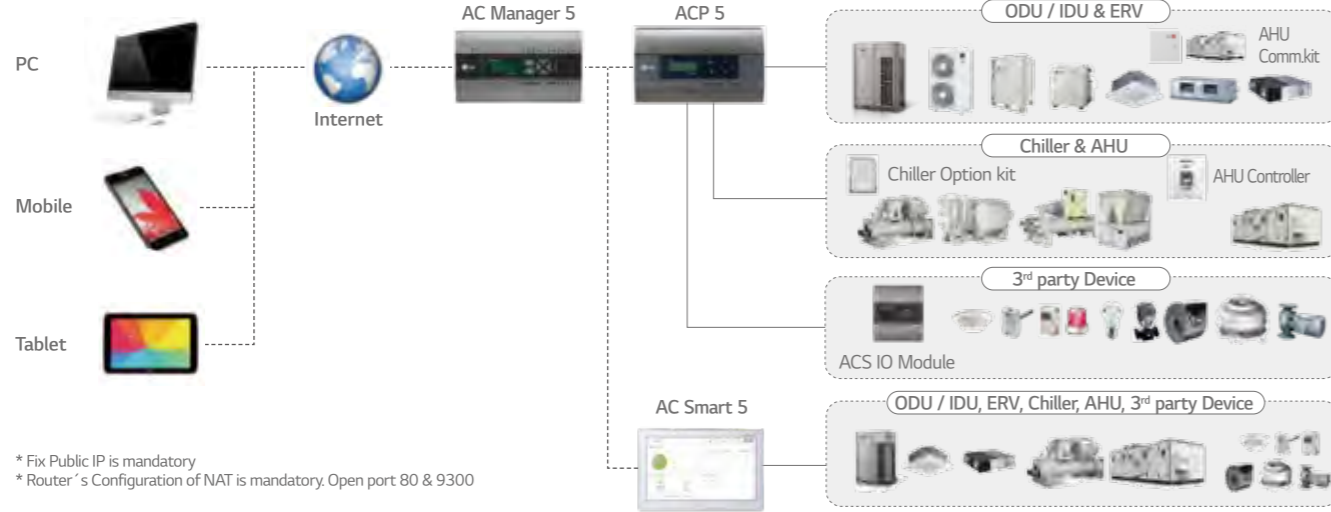 AC Manager 5
ACP 5
ODU / IDU & ERV
PC
AHU
Comm.kit
Internet
Chiller & AHU
Chiller Option kit
AHU Controller
Mobile
3rd party Device
Tablet
ACS IO Module
AC Smart 5
ODU / IDU, ERV, Chiller, AHU, 3rd party Device
* Fix Public IP is mandatory
* Router´s Configuration of NAT is mandatory. Open port 80 & 9300